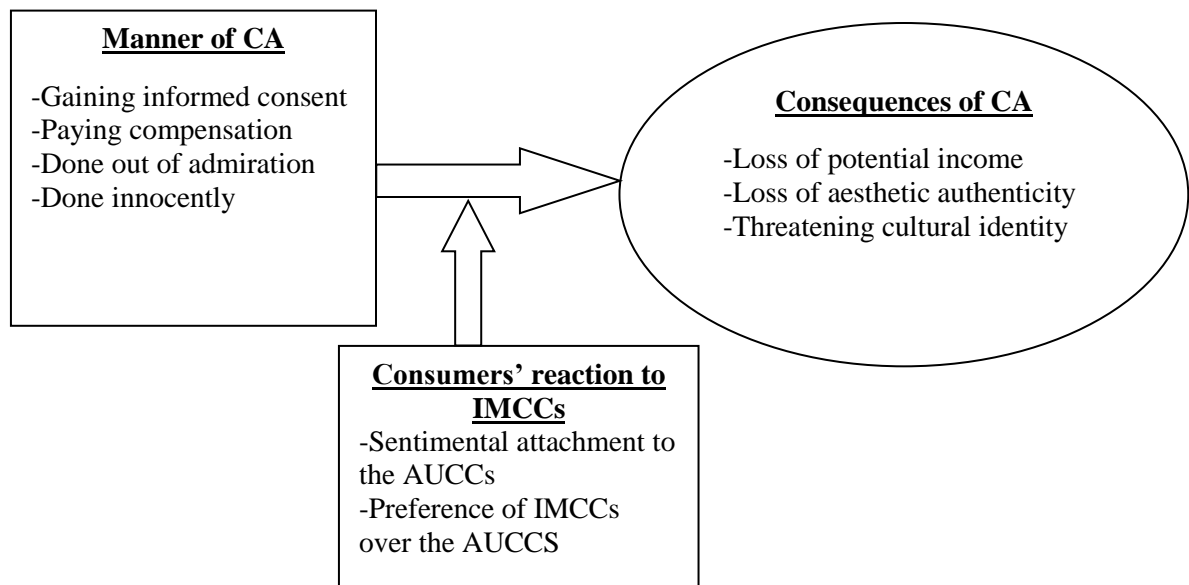 Manner of CA
-Gaining informed consent
-Paying compensation
-Done out of admiration
-Done innocently
Consequences of CA
-Loss of potential income
-Loss of aesthetic authenticity
-Threatening cultural identity
Consumers’ reaction to
IMCCs
-Sentimental attachment to
the AUCCs
-Preference of IMCCs
over the AUCCS